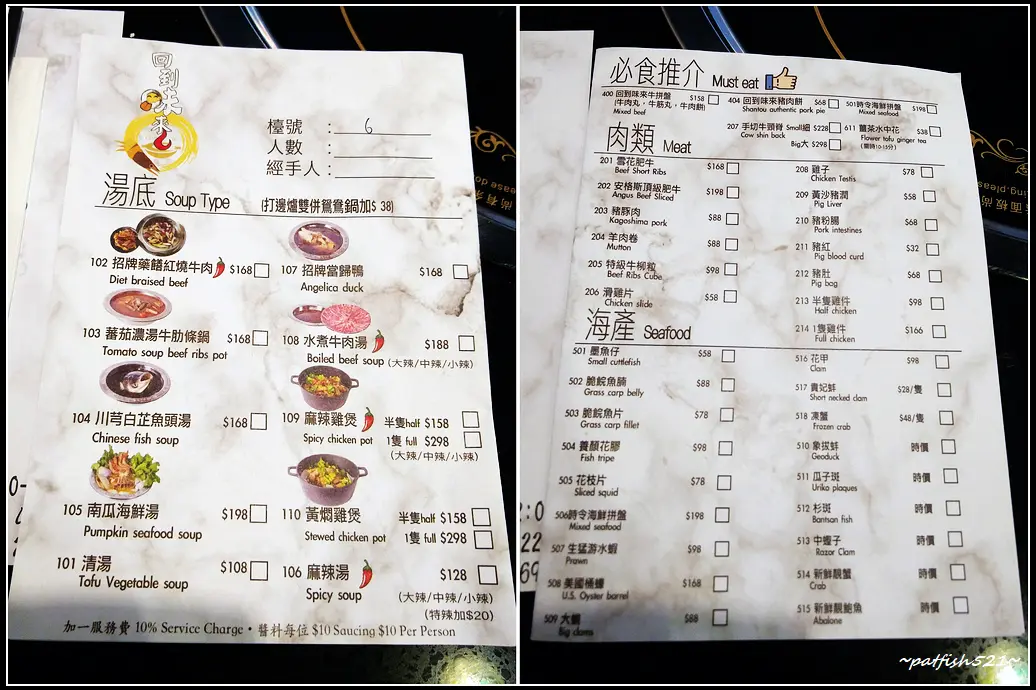 回到味來
檯號 : 6
人數 :
經手人 :
湯底 Soup Type (打邊爐雙併鴛鴦鍋加$ 38)
102 招牌藥膳紅燒牛肉 $168
Diet braised beef
107 招牌當歸鴨 $168
Angelica duck
103 蕃茄濃湯牛肋條鍋 $168
Tomato soup beef ribs pot
108 水煮牛肉湯 $188
Boiled beef soup (大辣/中辣/小辣)
104 川芎白芷魚頭湯 $168
Chinese fish soup
109 麻辣雞煲 半隻half $158
Spicy chicken pot 1隻 full $298
(大辣/中辣/小辣)
105 南瓜海鮮湯 $198
Pumpkin seafood soup
110 黃燜雞煲 半隻half $158
Stewed chicken pot 1隻 full $298
101 清湯 $108
Tofu Vegetable soup
106 麻辣湯 $128
Spicy soup (大辣/中辣/小辣)
(特辣加$20)
加一服務費 10% Service Charge • 醬料每位 $10 Saucing $10 Per Person
必食推介 Must eat
400 回到味來牛拼盤 $158
(牛肉丸，牛筋丸，牛肉餅)
Mixed beef
404 回到味來豬肉餅 $68
Shantou authentic pork pie
501時令海鮮拼盤 $198
Mixed seafood
207 手切牛頸脊 Small細 $228
Cow shin back Big大 $298
611 薑茶水中花 $38
Flower tofu ginger tea
(需時10-15分)
肉類 Meat
201 雪花肥牛 $168
Beef Short Ribs
202 安格斯頂級肥牛 $198
Angus Beef Sliced
203 豬豚肉 $88
Kagoshima pork
204 羊肉卷 $88
Mutton
205 特級牛柳粒 $98
Beef Ribs Cube
206 滑雞片 $58
Chicken slide
208 雞子 $78
Chicken Testis
209 黃沙豬潤 $58
Pig Liver
210 豬粉腸 $68
Pork intestines
211 豬紅 $32
Pig blood curd
212 豬肚 $68
Pig bag
213 半隻雞件 $98
Half chicken
214 1隻雞件 $166
Full chicken
海產 Seafood
501 墨魚仔 $58
Small cuttlefish
502 脆皖魚腩 $88
Grass carp belly
503 脆皖魚片 $78
Grass carp fillet
504 養顏花膠 $98
Fish tripe
505 花枝片 $78
Sliced squid
506時令海鮮拼盤 $198
Mixed seafood
507 生猛游水蝦 $98
Prawn
508 美國桶蠔 $168
U.S. Oyster barrel
509 大蜆 $88
Big clams
516 花甲 $98
Clam
517 貴妃蚌 $28/隻
Short necked clam
518 凍蟹 $48/隻
Frozen crab
510 象拔蚌 時價
Geoduck
511 瓜子斑 時價
Uriko plaques
512 杉斑 時價
Bantsan fish
513 中蟶子 時價
Razor Clam
514 新鮮靚蟹 時價
Crab
515 新鮮靚鮑魚 時價
Abalone
~patfish521~